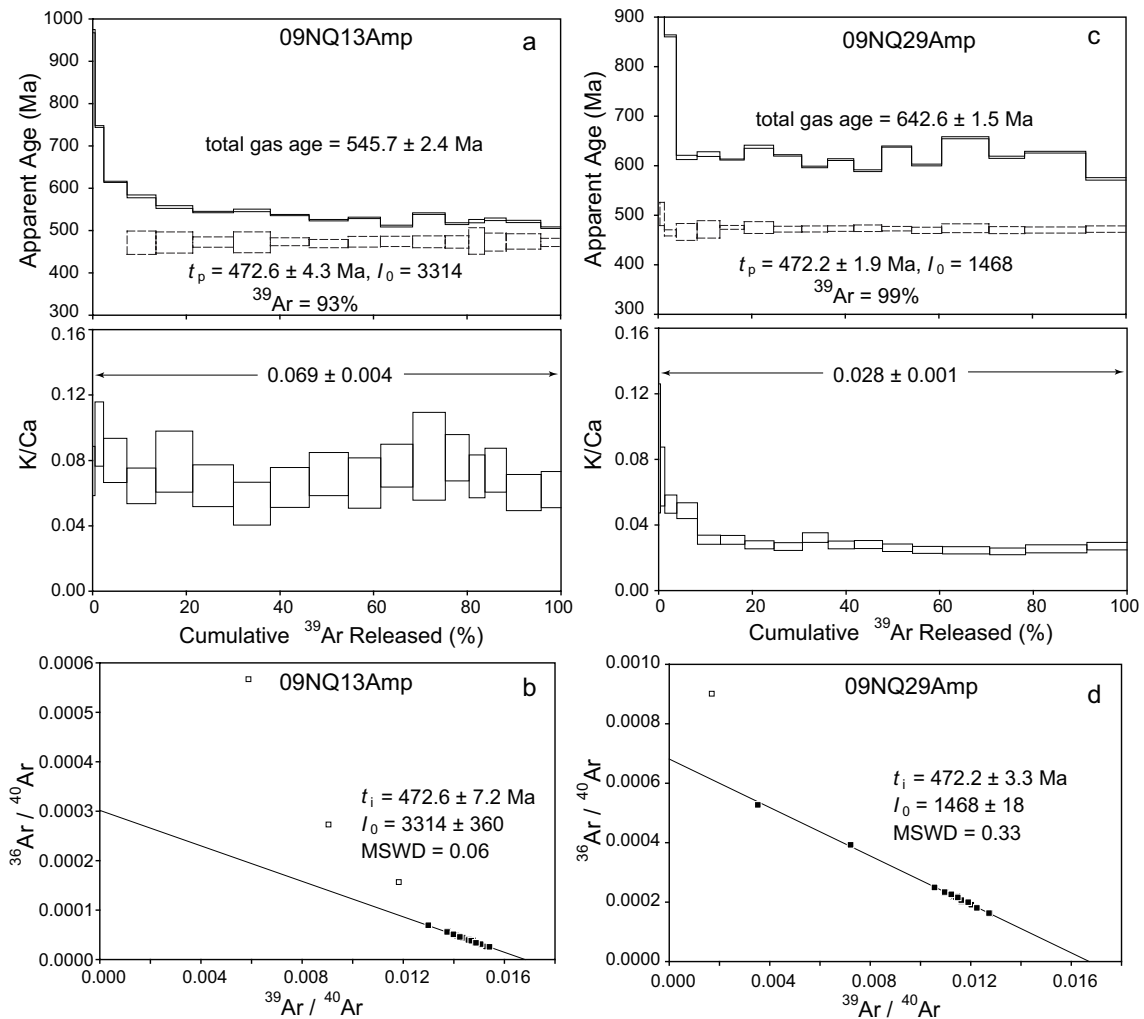 09NQ13Amp
a
Apparent Age (Ma)
1000
900
800
700
600
500
400
300
total gas age = 545.7 ± 2.4 Ma
tp = 472.6 ± 4.3 Ma, I0 = 3314
39Ar = 93%
K/Ca
0.16
0.12
0.08
0.04
0.00
0.069 ± 0.004
0 20 40 60 80 100
Cumulative 39Ar Released (%)
09NQ29Amp
c
Apparent Age (Ma)
900
800
700
600
500
400
300
total gas age = 642.6 ± 1.5 Ma
tp = 472.2 ± 1.9 Ma, I0 = 1468
39Ar = 99%
K/Ca
0.16
0.12
0.08
0.04
0.00
0.028 ± 0.001
0 20 40 60 80 100
Cumulative 39Ar Released (%)
09NQ13Amp
b
36Ar / 40Ar
0.0006
0.0005
0.0004
0.0003
0.0002
0.0001
0.0000
ti = 472.6 ± 7.2 Ma
I0 = 3314 ± 360
MSWD = 0.06
0.000 0.004 0.008 0.012 0.016
39Ar / 40Ar
09NQ29Amp
d
36Ar / 40Ar
0.0010
0.0008
0.0006
0.0004
0.0002
0.0000
ti = 472.2 ± 3.3 Ma
I0 = 1468 ± 18
MSWD = 0.33
0.000 0.004 0.008 0.012 0.016
39Ar / 40Ar